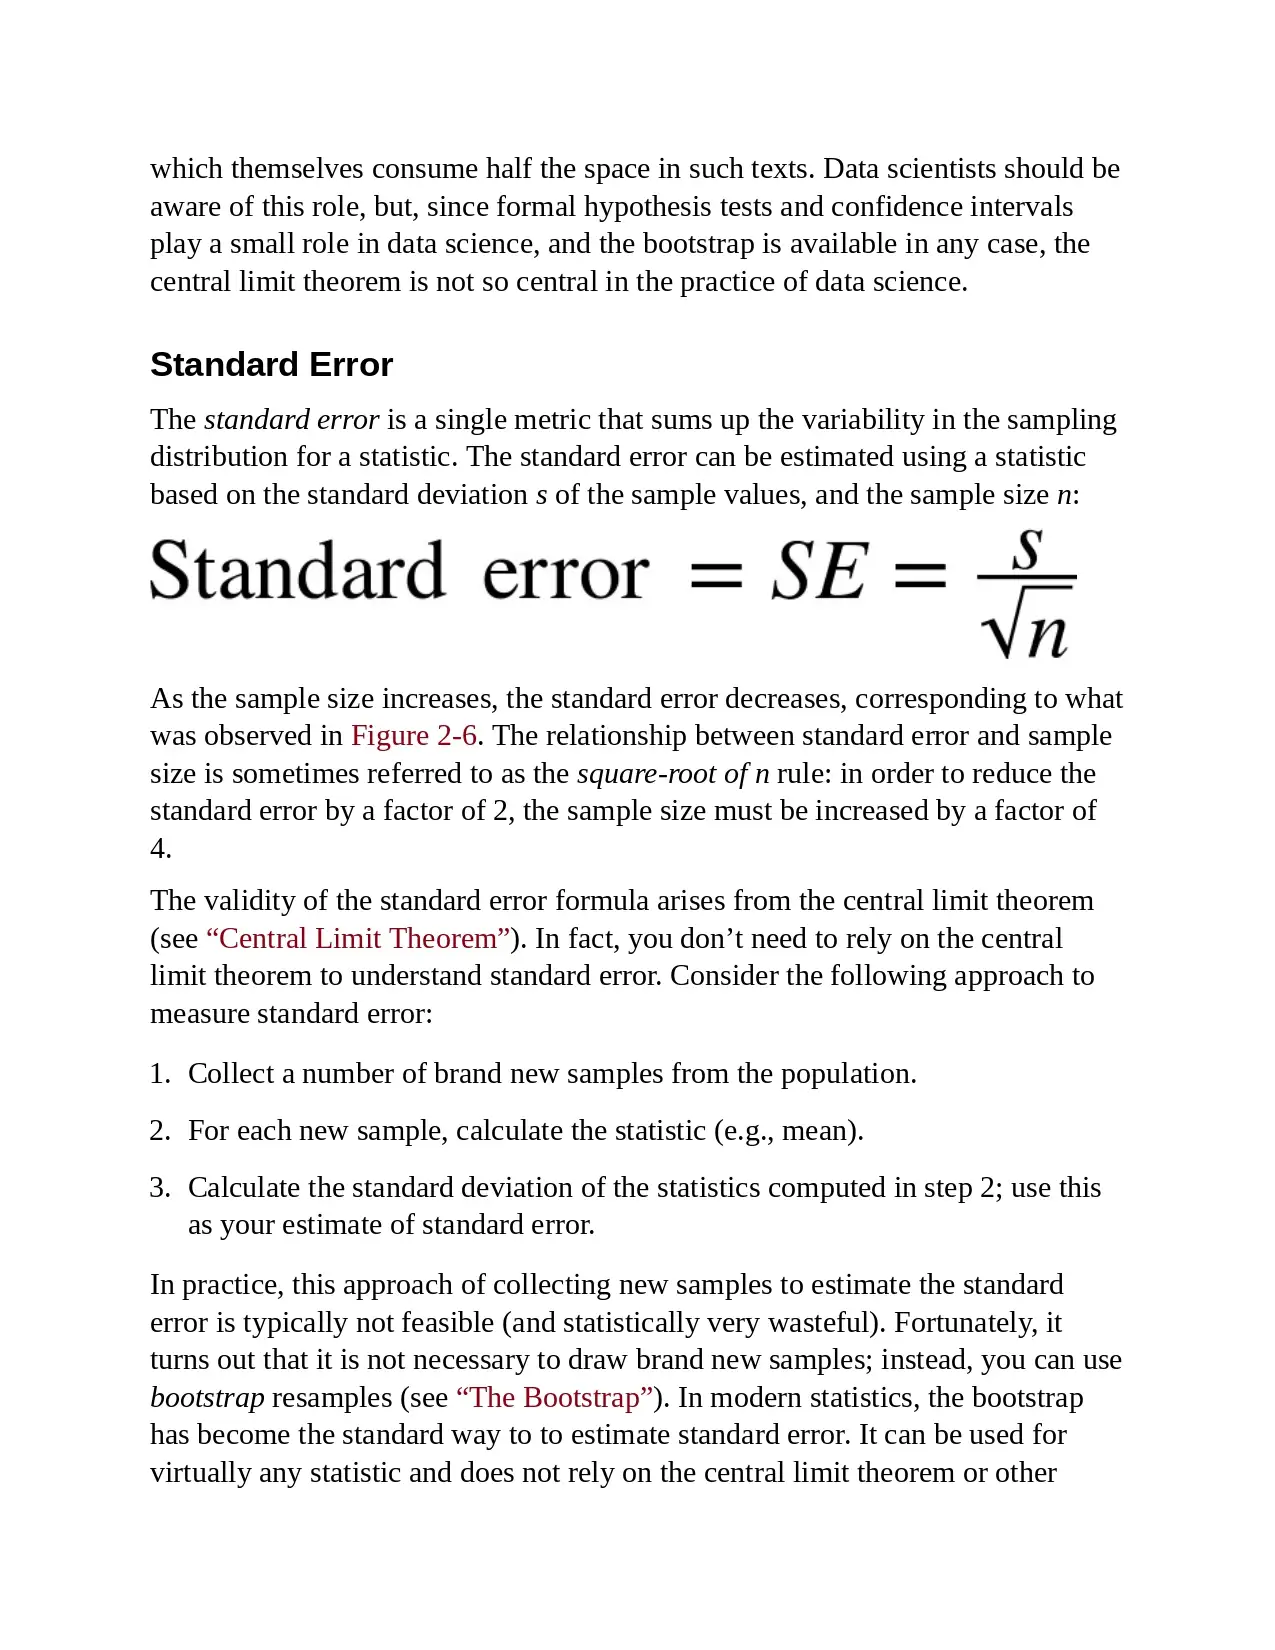 which themselves consume half the space in such texts. Data scientists should be
aware of this role, but, since formal hypothesis tests and confidence intervals
play a small role in data science, and the bootstrap is available in any case, the
central limit theorem is not so central in the practice of data science.
Standard Error
The standard error is a single metric that sums up the variability in the sampling
distribution for a statistic. The standard error can be estimated using a statistic
based on the standard deviation s of the sample values, and the sample size n:
Standard error = SE = s/√n
As the sample size increases, the standard error decreases, corresponding to what
was observed in Figure 2-6. The relationship between standard error and sample
size is sometimes referred to as the square-root of n rule: in order to reduce the
standard error by a factor of 2, the sample size must be increased by a factor of
4.
The validity of the standard error formula arises from the central limit theorem
(see “Central Limit Theorem”). In fact, you don’t need to rely on the central
limit theorem to understand standard error. Consider the following approach to
measure standard error:
1. Collect a number of brand new samples from the population.
2. For each new sample, calculate the statistic (e.g., mean).
3. Calculate the standard deviation of the statistics computed in step 2; use this
as your estimate of standard error.
In practice, this approach of collecting new samples to estimate the standard
error is typically not feasible (and statistically very wasteful). Fortunately, it
turns out that it is not necessary to draw brand new samples; instead, you can use
bootstrap resamples (see “The Bootstrap”). In modern statistics, the bootstrap
has become the standard way to to estimate standard error. It can be used for
virtually any statistic and does not rely on the central limit theorem or other